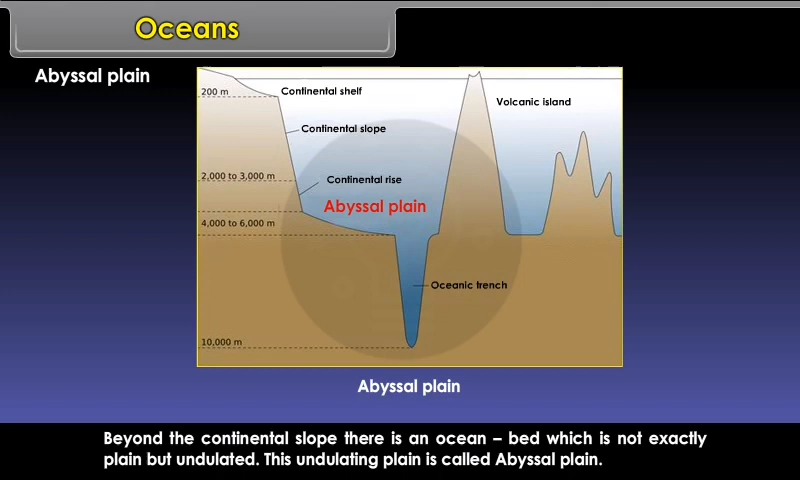 Oceans
Abyssal plain
200 m
Continental shelf
Volcanic island
Continental slope
2,000 to 3,000 m
Continental rise
Abyssal plain
4,000 to 6,000 m
Oceanic trench
10,000 m
Abyssal plain
Beyond the continental slope there is an ocean – bed which is not exactly
plain but undulated. This undulating plain is called Abyssal plain.